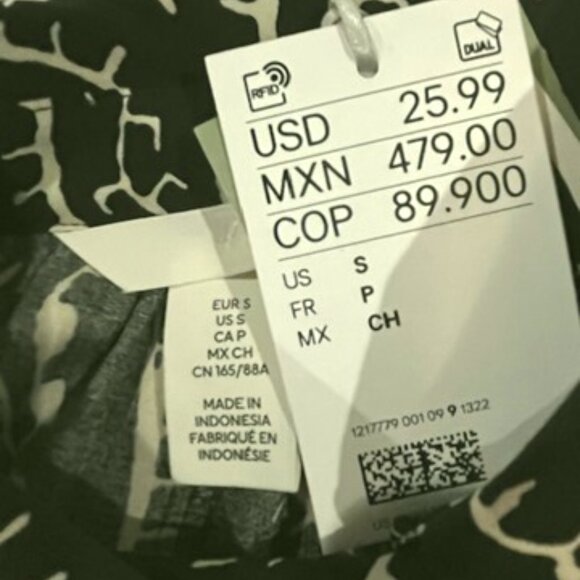 RFID
DUAL
USD 25.99
MXN 479.00
COP 89.900
US S
FR P
MX CH
1217779 001 09 9 1322
US
EUR S
US S
CA P
MX CH
CN 165/88A
MADE IN
INDONESIA
FABRIQUÉ EN
INDONÉSIE